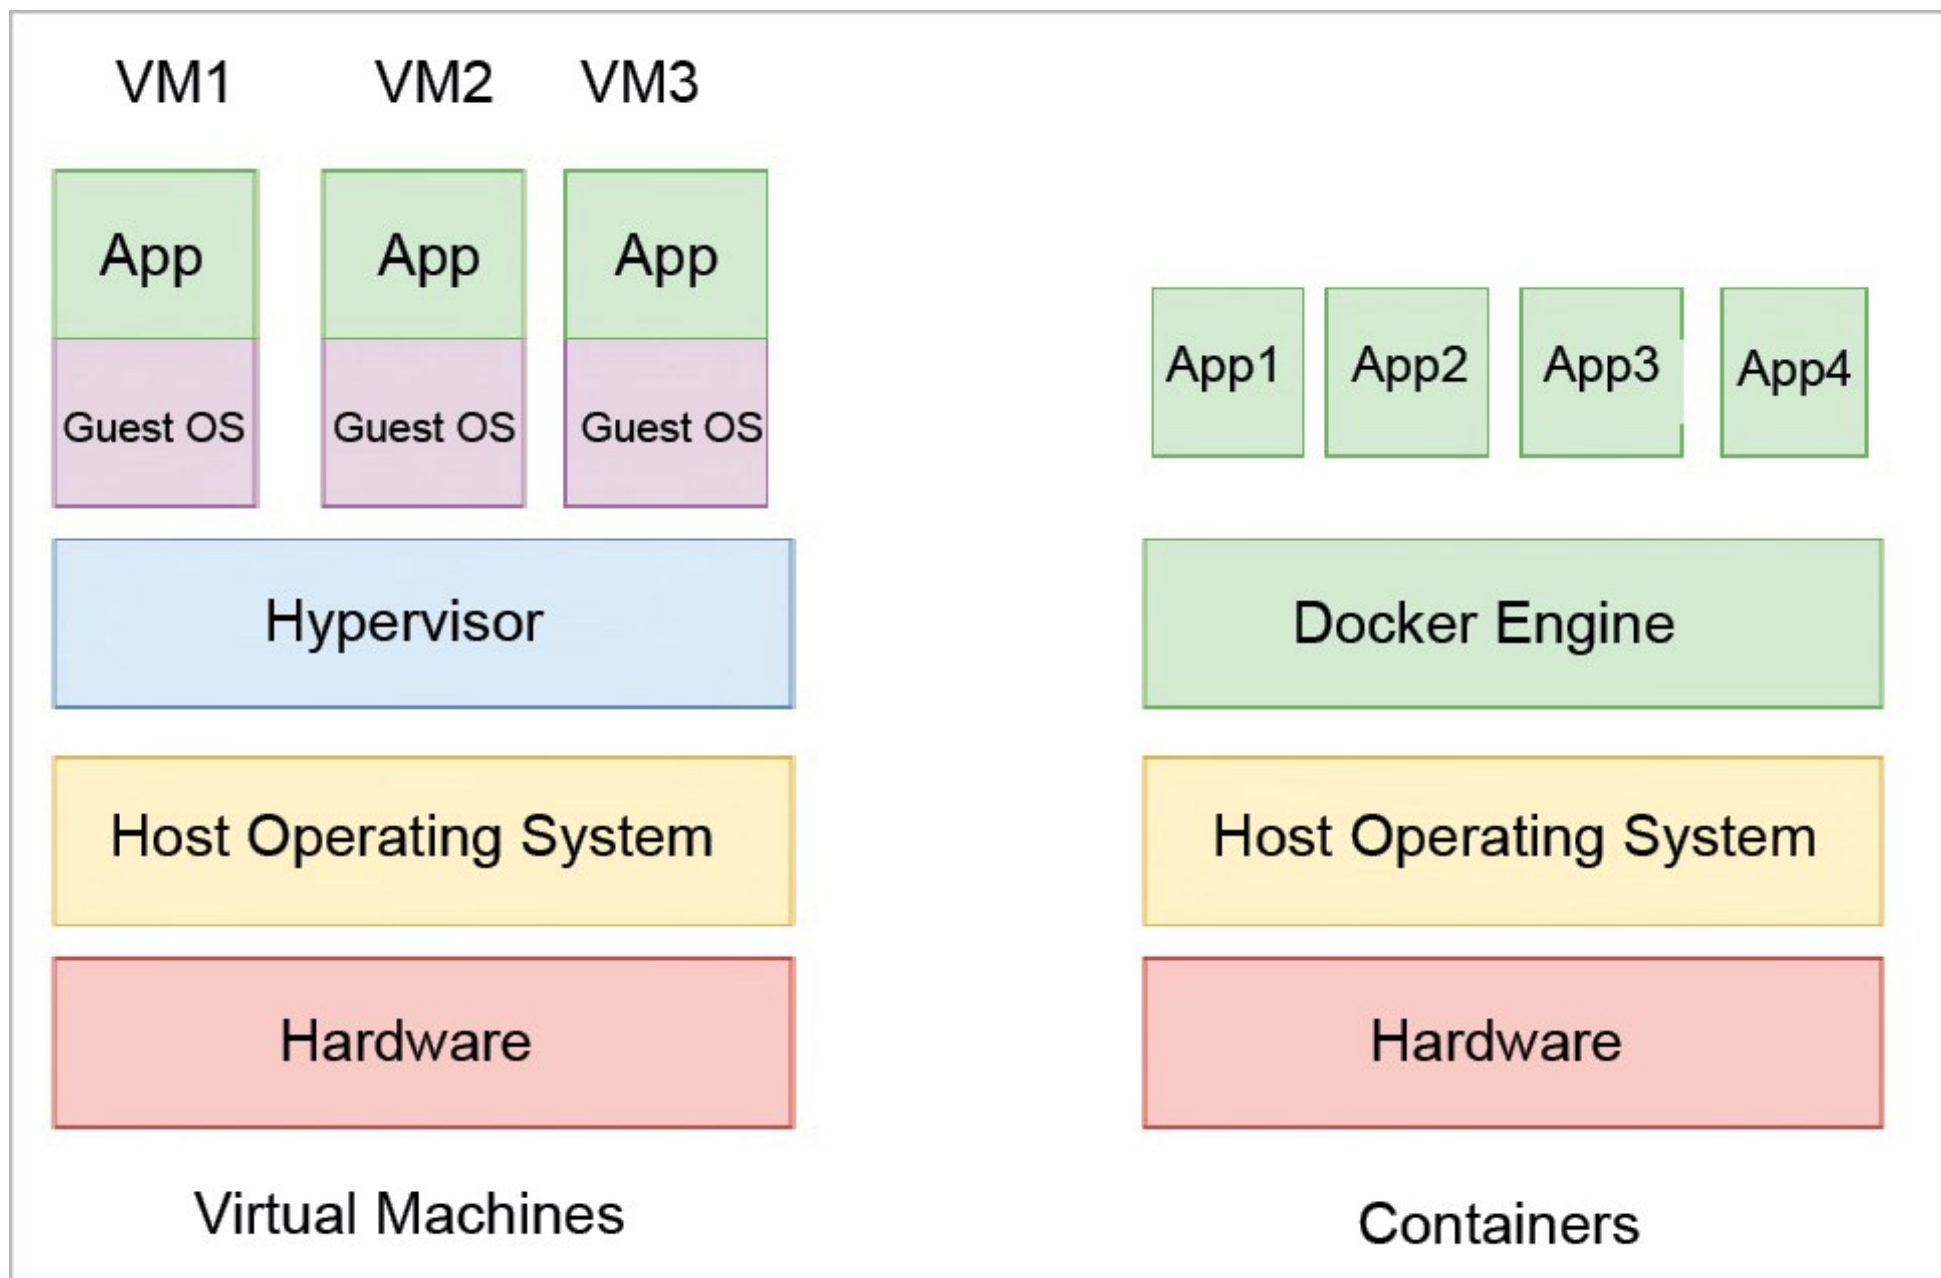 VM1 VM2 VM3
App App App
Guest OS Guest OS Guest OS
Hypervisor
Host Operating System
Hardware
Virtual Machines
App1 App2 App3 App4
Docker Engine
Host Operating System
Hardware
Containers